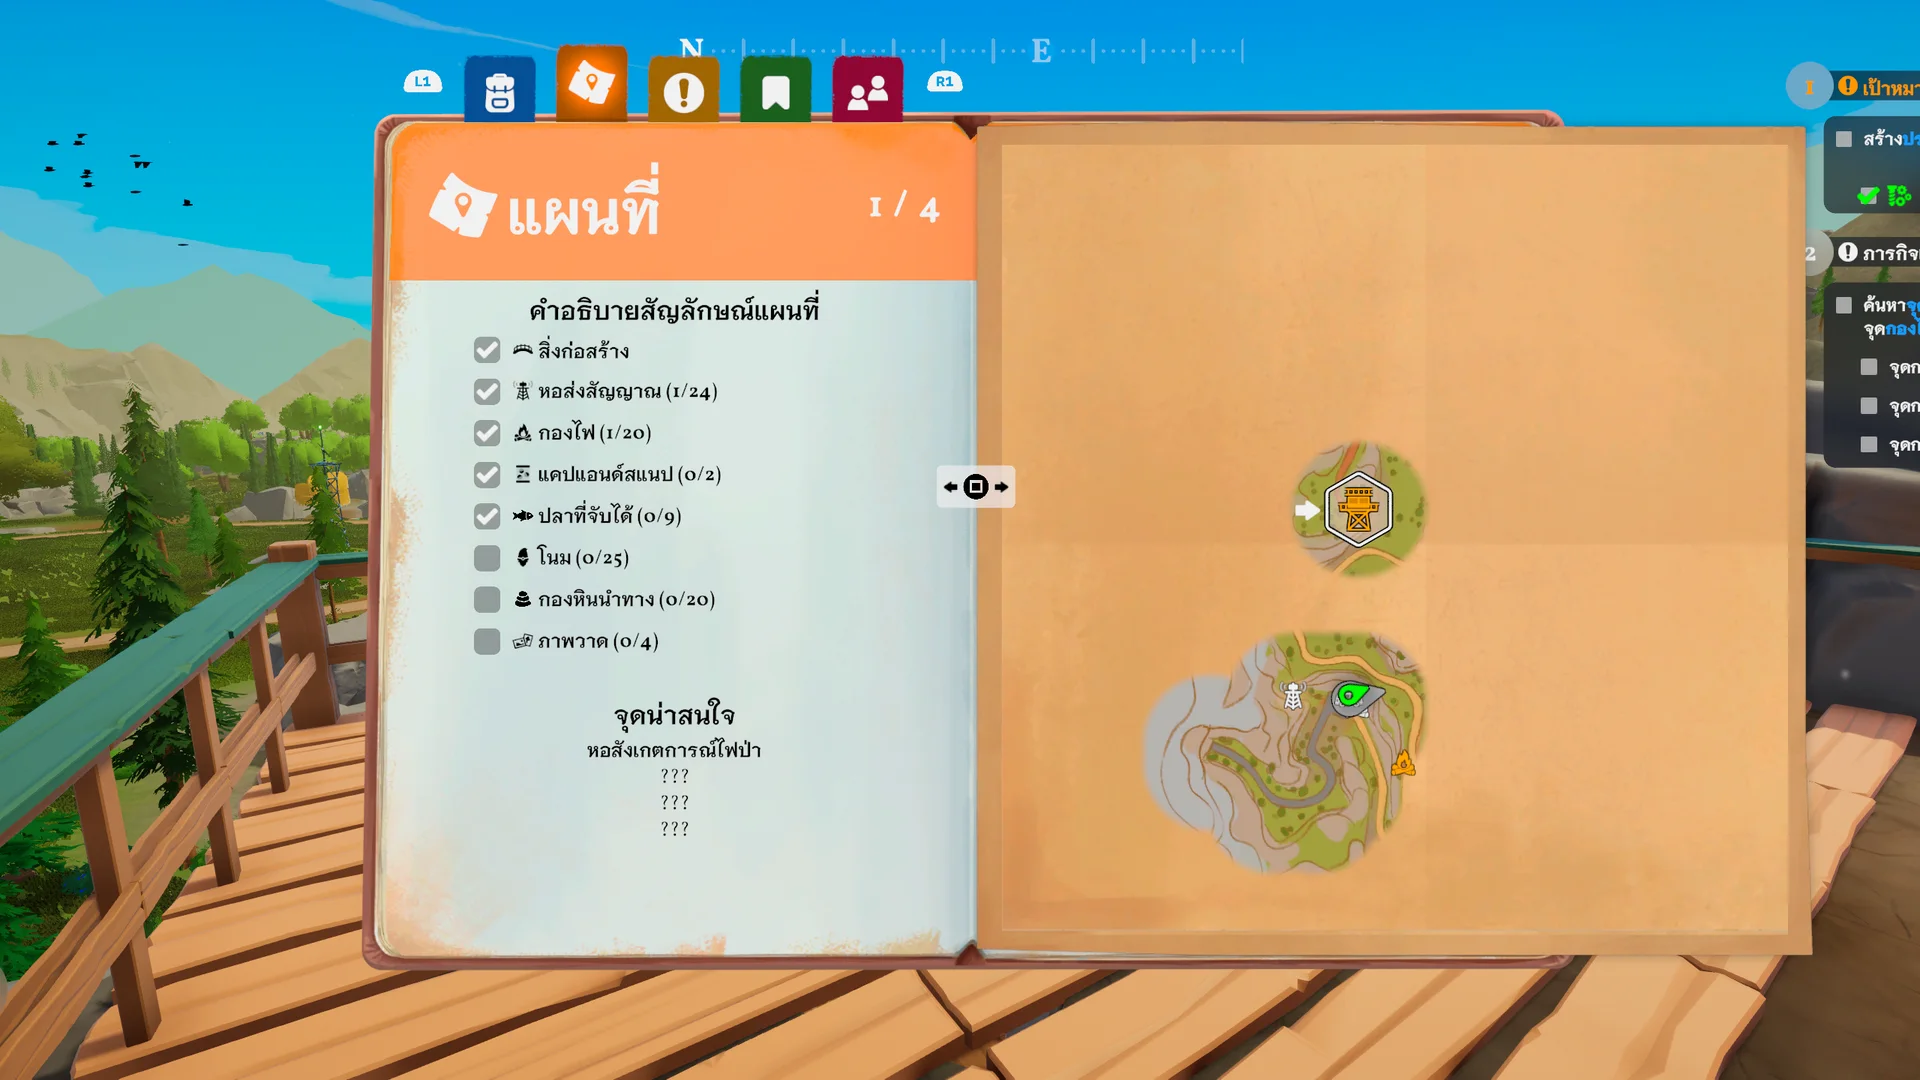 N
E
L1
R1
แผนที่
1 / 4
คำอธิบายสัญลักษณ์แผนที่
สิ่งก่อสร้าง
หอส่งสัญญาณ (1/24)
กองไฟ (1/20)
แคปแอนด์สแนป (0/2)
ปลาที่จับได้ (0/9)
โนม (0/25)
กองหินนำทาง (0/20)
ภาพวาด (0/4)
จุดน่าสนใจ
หอสังเกตการณ์ไฟป่า
???
???
???
1
เป้าหมา
สร้าง
2
ภารกิจ
ค้นหา
จุดกอง
จุดก
จุดก
จุดก